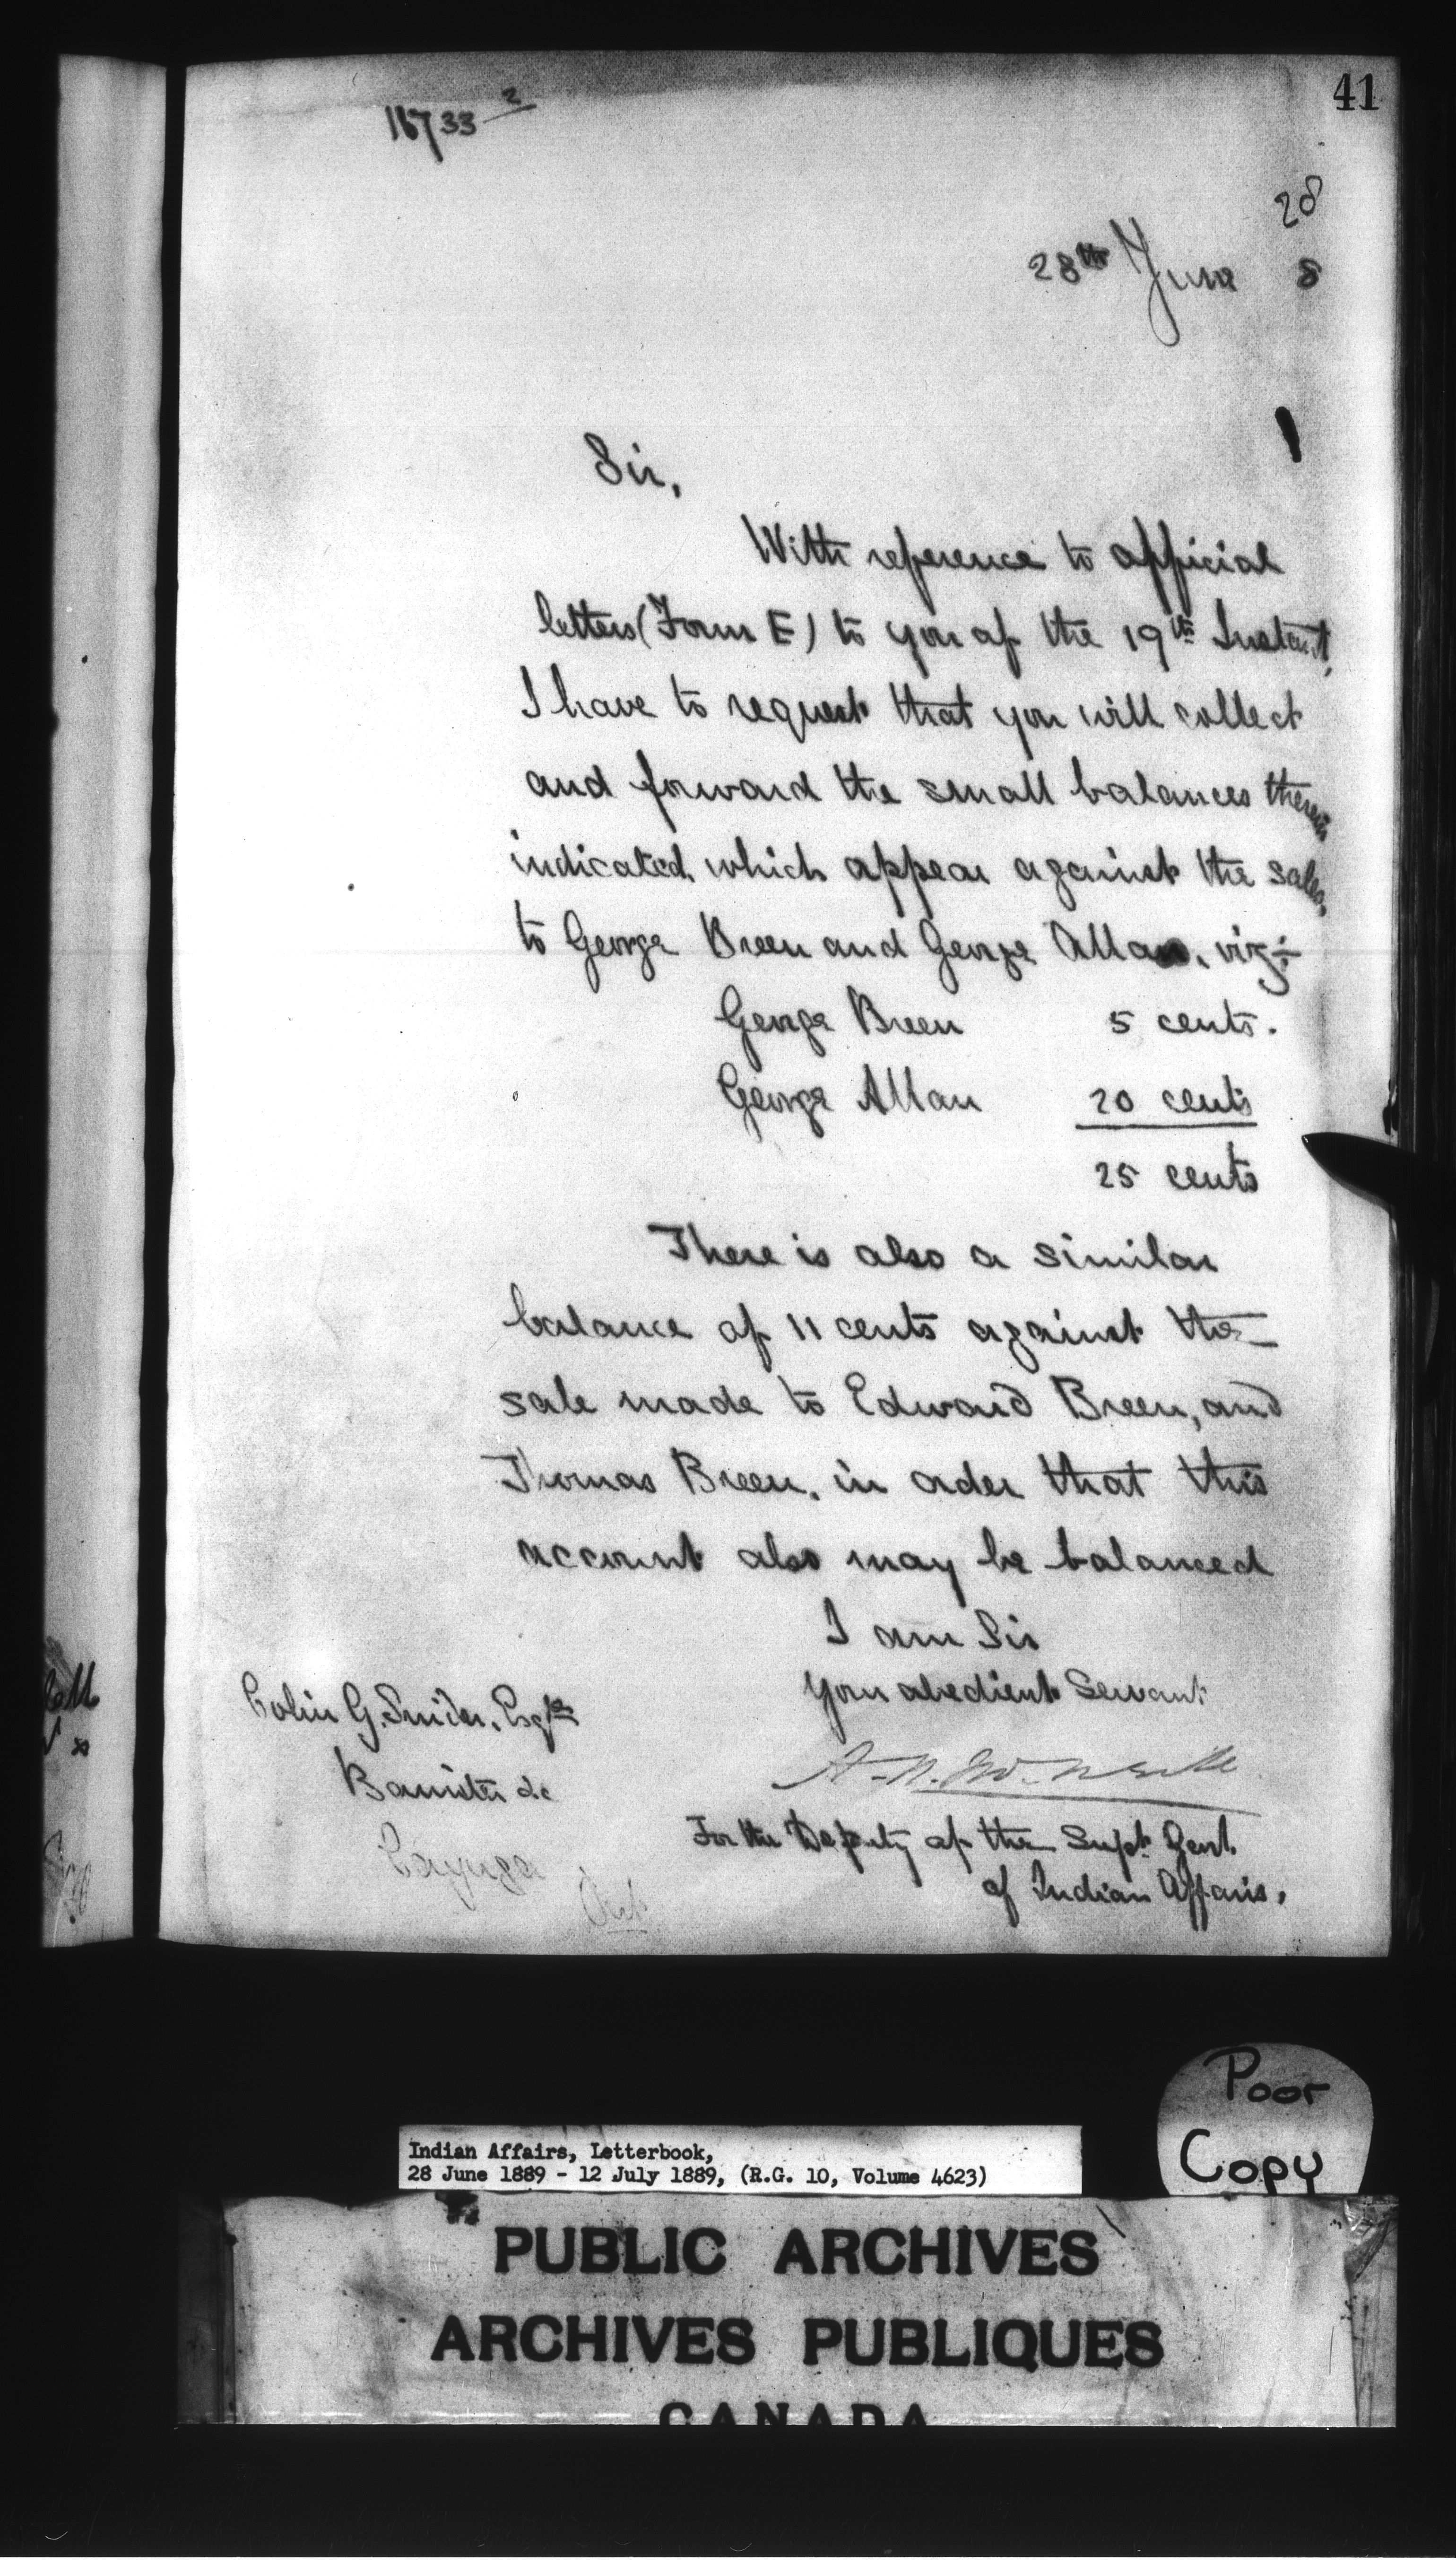 41
16733 2
28
28th June 8
Sir,
With reference to official
letters (Form E) to you of the 19th Instant,
I have to request that you will collect
and forward the small balances therein
indicated, which appear against the sales,
to George Breen and George Allan, viz:-
George Breen 5 cents.
George Allan 20 cents
25 cents
There is also a similar
balance of 11 cents against the
sale made to Edward Breen, and
Thomas Breen, in order that this
account also may be balanced
I am Sir
Your obedient Servant
Colin G. Snider, Esqre
Barrister &c
Cayuga
Ont
For the Deputy of the Supt. Genl.
of Indian Affairs.
Poor
Copy
Indian Affairs, Letterbook,
28 June 1889 - 12 July 1889, (R.G. 10, Volume 4623)
PUBLIC ARCHIVES
ARCHIVES PUBLIQUES
CANADA